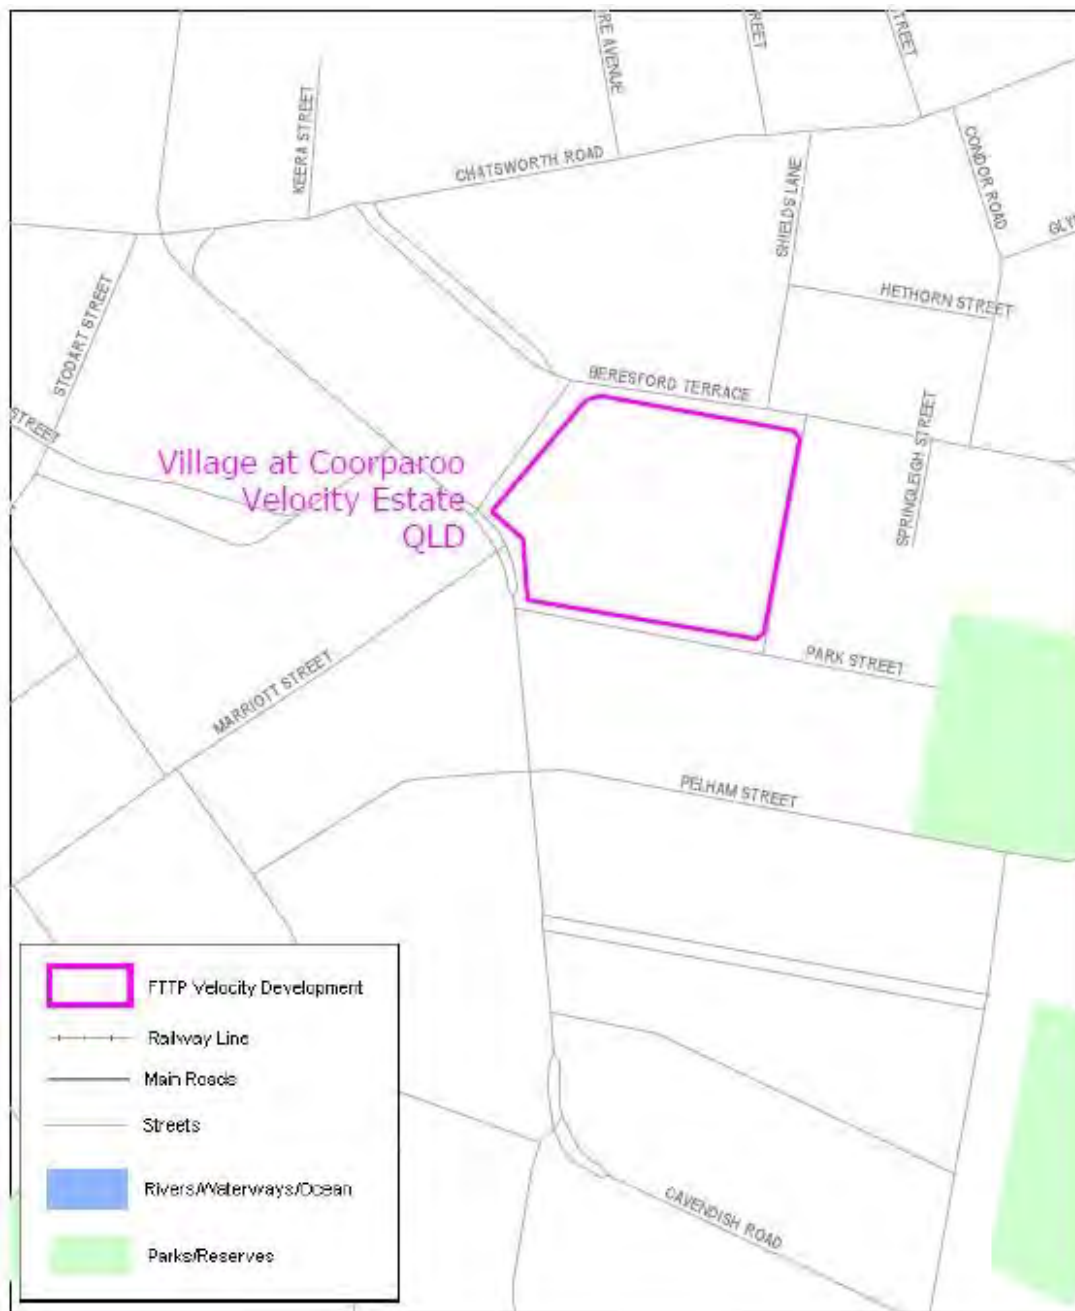 RE AVENUE
REET
TREET
KEERA STREET
CHATSWORTH ROAD
SHIELDS LANE
CONDOR ROAD
GLY
HETHORN STREET
STODART STREET
BERESFORD TERRACE
STREET
SPRINGLEIGH STREET
Village at Coorparoo
Velocity Estate
QLD
PARK STREET
MARRIOTT STREET
PELHAM STREET
CAVENDISH ROAD
FTTP Velocity Development
Railway Line
Main Roads
Streets
Rivers/Waterways/Ocean
Parks/Reserves